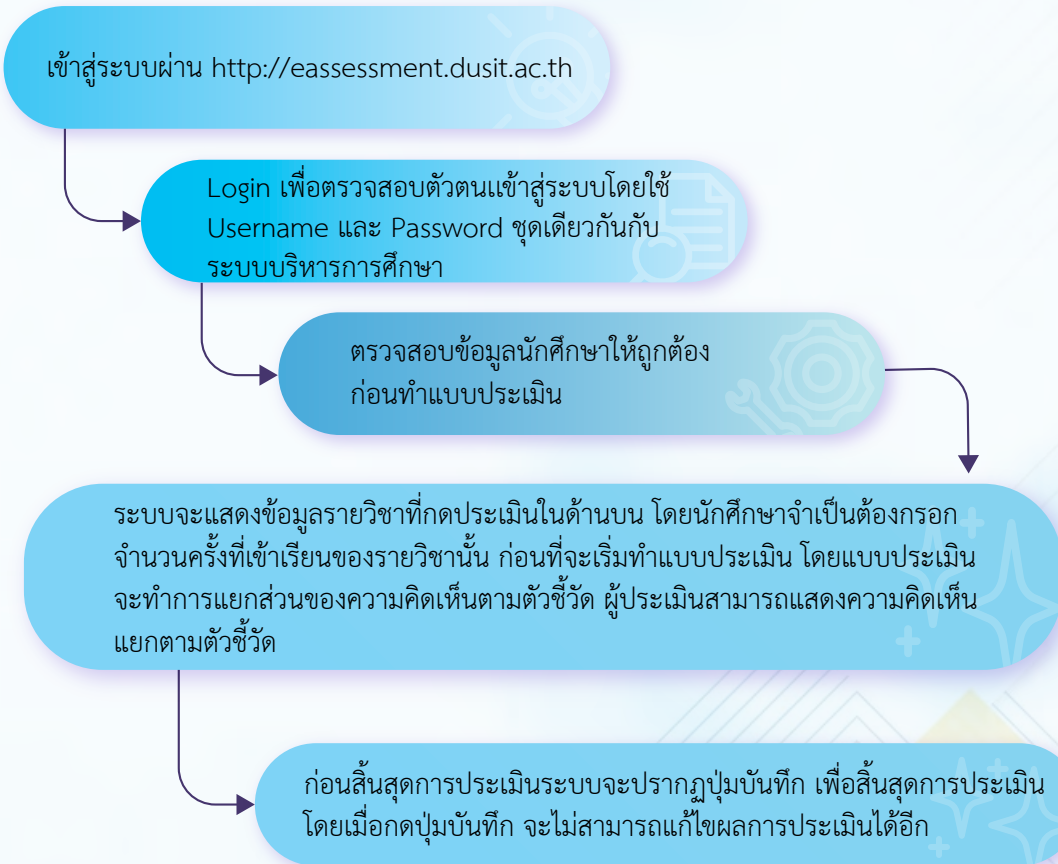 เข้าสู่ระบบผ่าน http://eassessment.dusit.ac.th
Login เพื่อตรวจสอบตัวตนแข้าสู่ระบบโดยใช้
Username และ Password ชุดเดียวกันกับ
ระบบบริหารการศึกษา
ตรวจสอบข้อมูลนักศึกษาให้ถูกต้อง
ก่อนทำแบบประเมิน
ระบบจะแสดงข้อมูลรายวิชาที่กดประเมินในด้านบน โดยนักศึกษาจำเป็นต้องกรอก
จำนวนครั้งที่เข้าเรียนของรายวิชานั้น ก่อนที่จะเริ่มทำแบบประเมิน โดยแบบประเมิน
จะทำการแยกส่วนของความคิดเห็นตามตัวชี้วัด ผู้ประเมินสามารถแสดงความคิดเห็น
แยกตามตัวชี้วัด
ก่อนสิ้นสุดการประเมินระบบจะปรากฏปุ่มบันทึก เพื่อสิ้นสุดการประเมิน
โดยเมื่อกดปุ่มบันทึก จะไม่สามารถแก้ไขผลการประเมินได้อีก